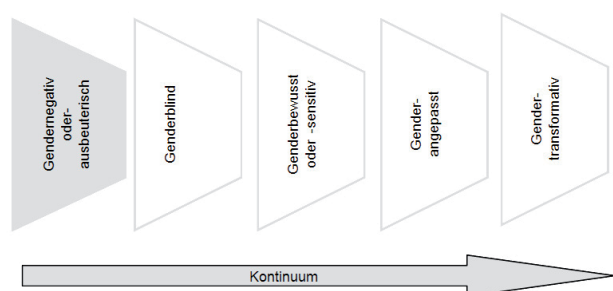 Gendernegativ
oder-
ausbeuterisch
Genderblind
Genderbewusst
oder -sensitiv
Gender-
angepasst
Gender-
transformativ
Kontinuum